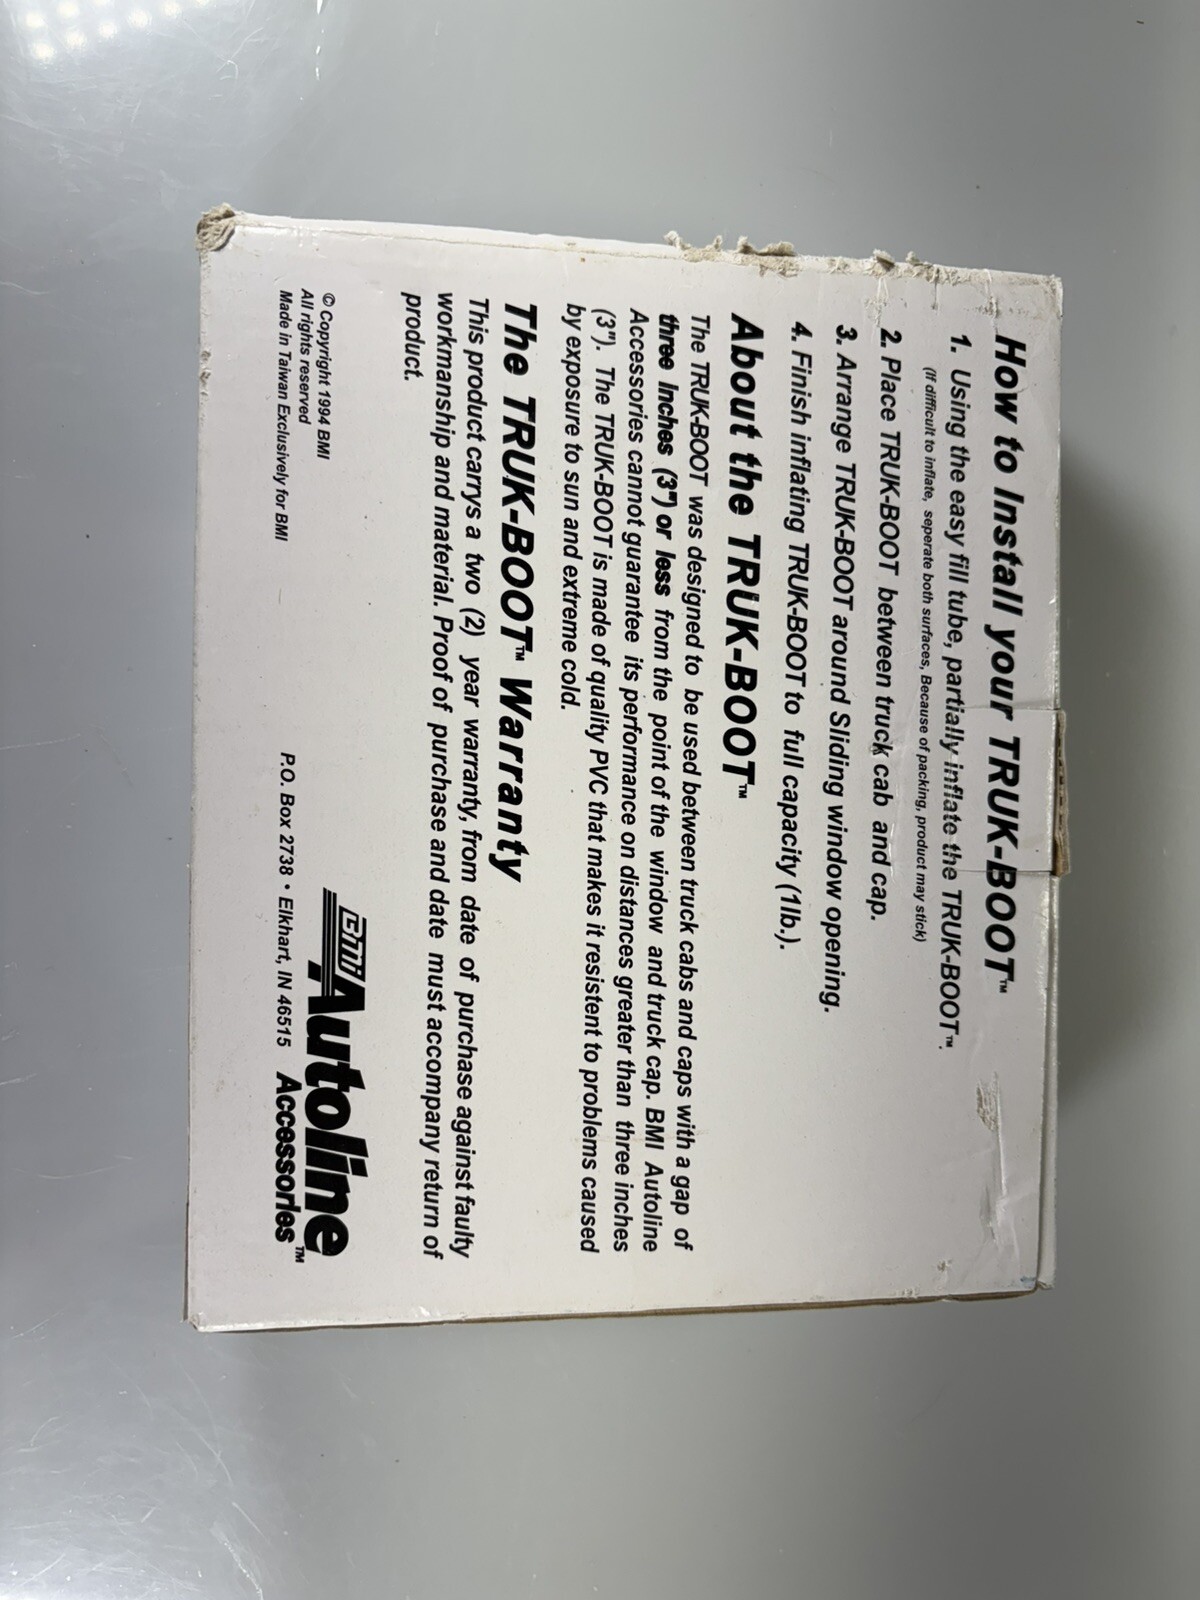 How to Install your TRUK-BOOT™
1. Using the easy fill tube, partially inflate the TRUK-BOOT™.
(If difficult to inflate, seperate both surfaces, Because of packing, product may stick)
2. Place TRUK-BOOT between truck cab and cap.
3. Arrange TRUK-BOOT around Sliding window opening.
4. Finish inflating TRUK-BOOT to full capacity (1lb.).
About the TRUK-BOOT™
The TRUK-BOOT was designed to be used between truck cabs and caps with a gap of
three Inches (3") or less from the point of the window and truck cap. BMI Autoline
Accessories cannot guarantee its performance on distances greater than three inches
(3"). The TRUK-BOOT is made of quality PVC that makes it resistent to problems caused
by exposure to sun and extreme cold.
The TRUK-BOOT™ Warranty
This product carrys a two (2) year warranty, from date of purchase against faulty
workmanship and material. Proof of purchase and date must accompany return of
product.
© Copyright 1994 BMI
All rights reserved
Made in Taiwan Exclusively for BMI
bmi Autoline
Accessories™
P.O. Box 2738 • Elkhart, IN 46515